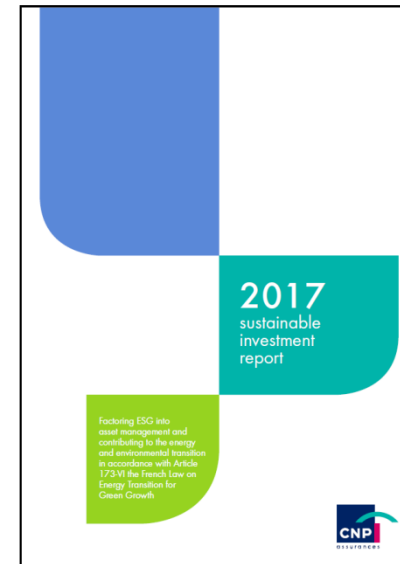 2017
sustainable
investment
report
Factoring ESG into
asset management and
contributing to the energy
and environmental transition
in accordance with Article
173-VI the French Law on
Energy Transition for
Green Growth
CNP
assurances